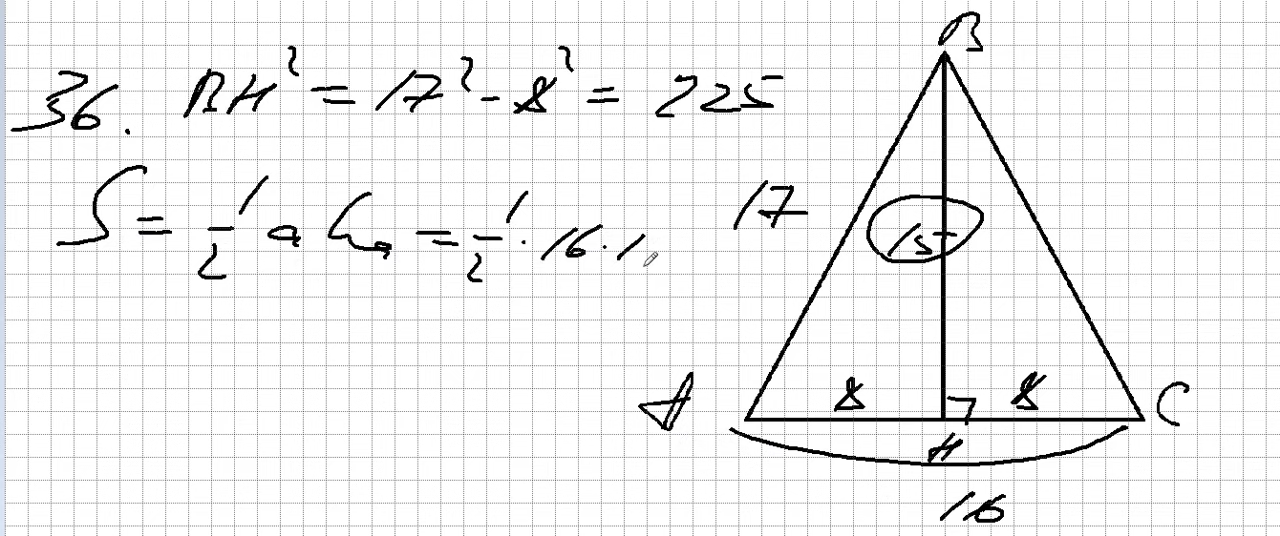 B
36. BH² = 17² - 8² = 225
S = 1/2 a hₐ = 1/2 · 16 · 1
17
15
A
8
8
C
H
16